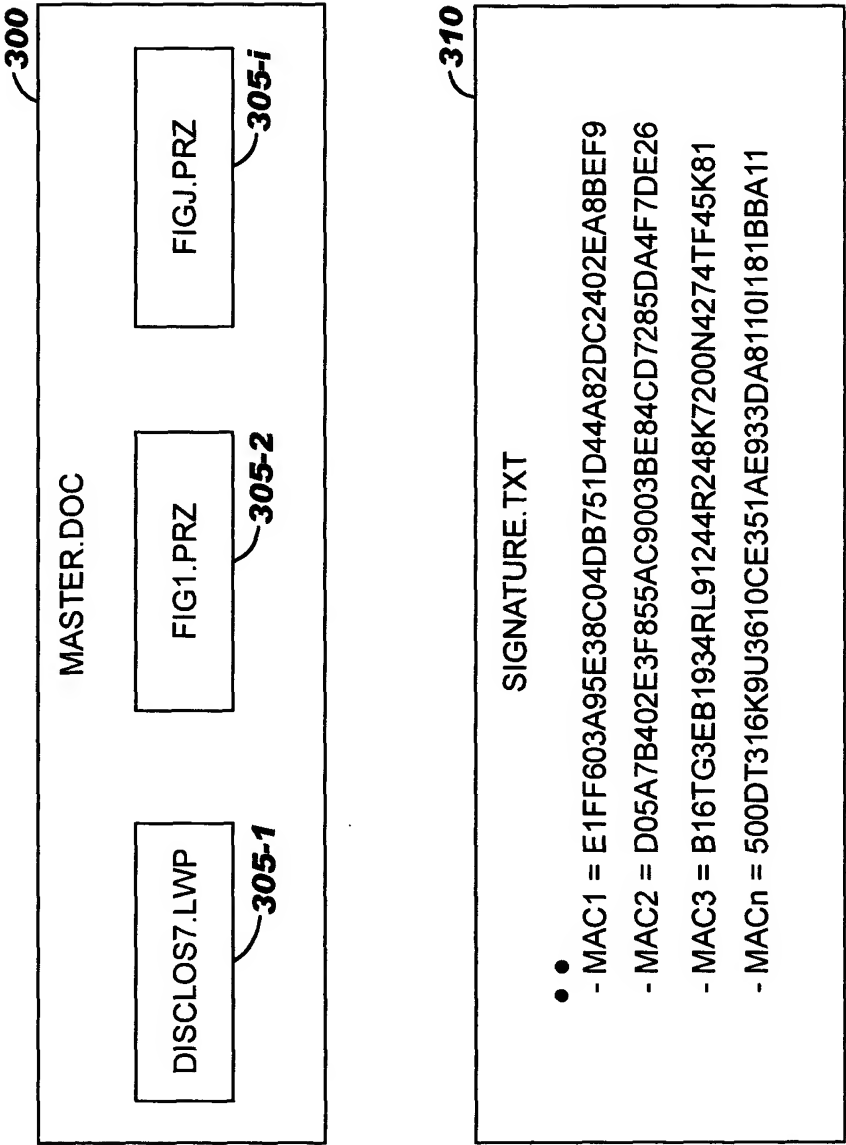 300
MASTER.DOC
DISCLOS7.LWP
305-1
FIG1.PRZ
305-2
FIGJ.PRZ
305-i
310
SIGNATURE.TXT
- MAC1 = E1FF603A95E38C04DB751D44A82DC2402EA8BEF9
- MAC2 = D05A7B402E3F855AC9003BE84CD7285DA4F7DE26
- MAC3 = B16TG3EB1934RL91244R248K7200N4274TF45K81
- MACn = 500DT316K9U3610CE351AE933DA8110I181BBA11